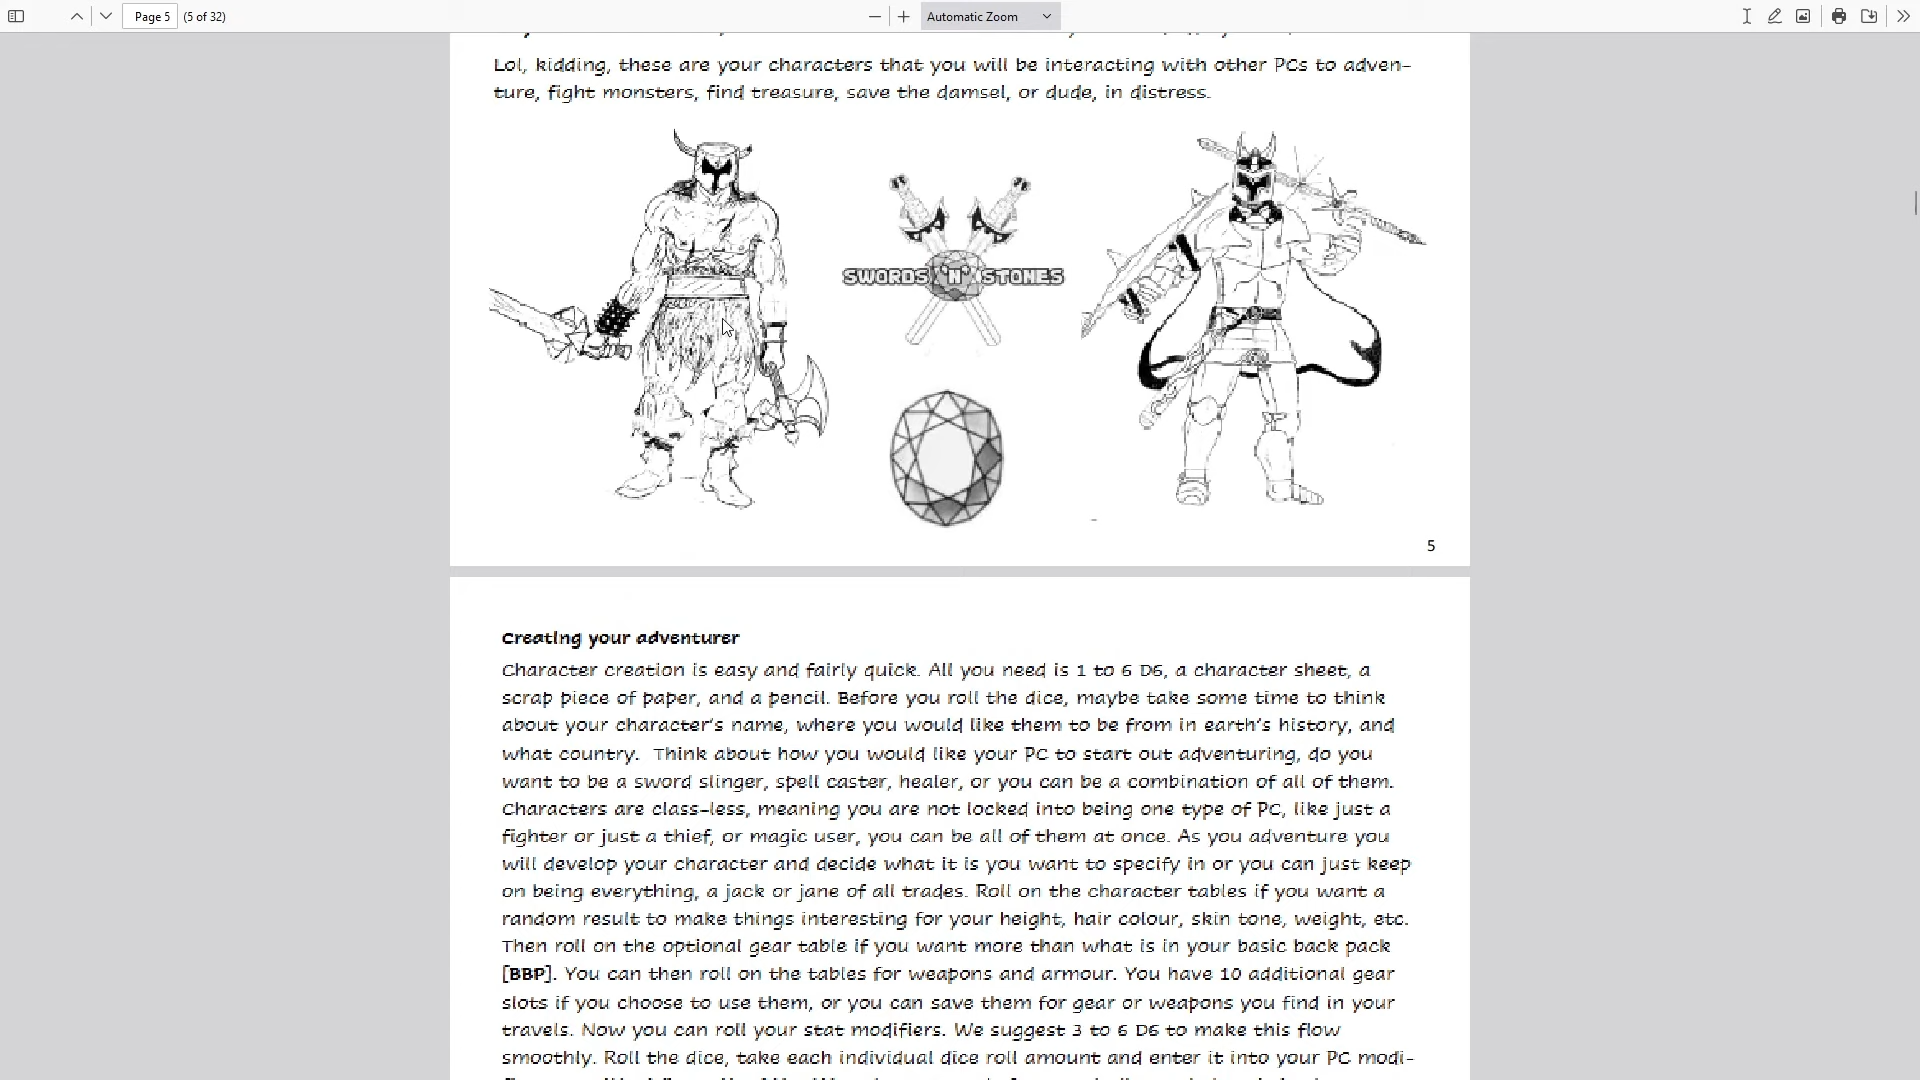 Page 5
(5 of 32)
Automatic Zoom
Lol, kidding, these are your characters that you will be interacting with other PCs to adven-
ture, fight monsters, find treasure, save the damsel, or dude, in distress.
SWORDS 'N' STONES
5
Creating your adventurer
Character creation is easy and fairly quick. All you need is 1 to 6 D6, a character sheet, a
scrap piece of paper, and a pencil. Before you roll the dice, maybe take some time to think
about your character's name, where you would like them to be from in earth's history, and
what country.  Think about how you would like your PC to start out adventuring, do you
want to be a sword slinger, spell caster, healer, or you can be a combination of all of them.
Characters are class-less, meaning you are not locked into being one type of PC, like just a
fighter or just a thief, or magic user, you can be all of them at once. As you adventure you
will develop your character and decide what it is you want to specify in or you can just keep
on being everything, a jack or jane of all trades. Roll on the character tables if you want a
random result to make things interesting for your height, hair colour, skin tone, weight, etc.
Then roll on the optional gear table if you want more than what is in your basic back pack
[BBP]. You can then roll on the tables for weapons and armour. You have 10 additional gear
slots if you choose to use them, or you can save them for gear or weapons you find in your
travels. Now you can roll your stat modifiers. We suggest 3 to 6 D6 to make this flow
smoothly. Roll the dice, take each individual dice roll amount and enter it into your PC modi-